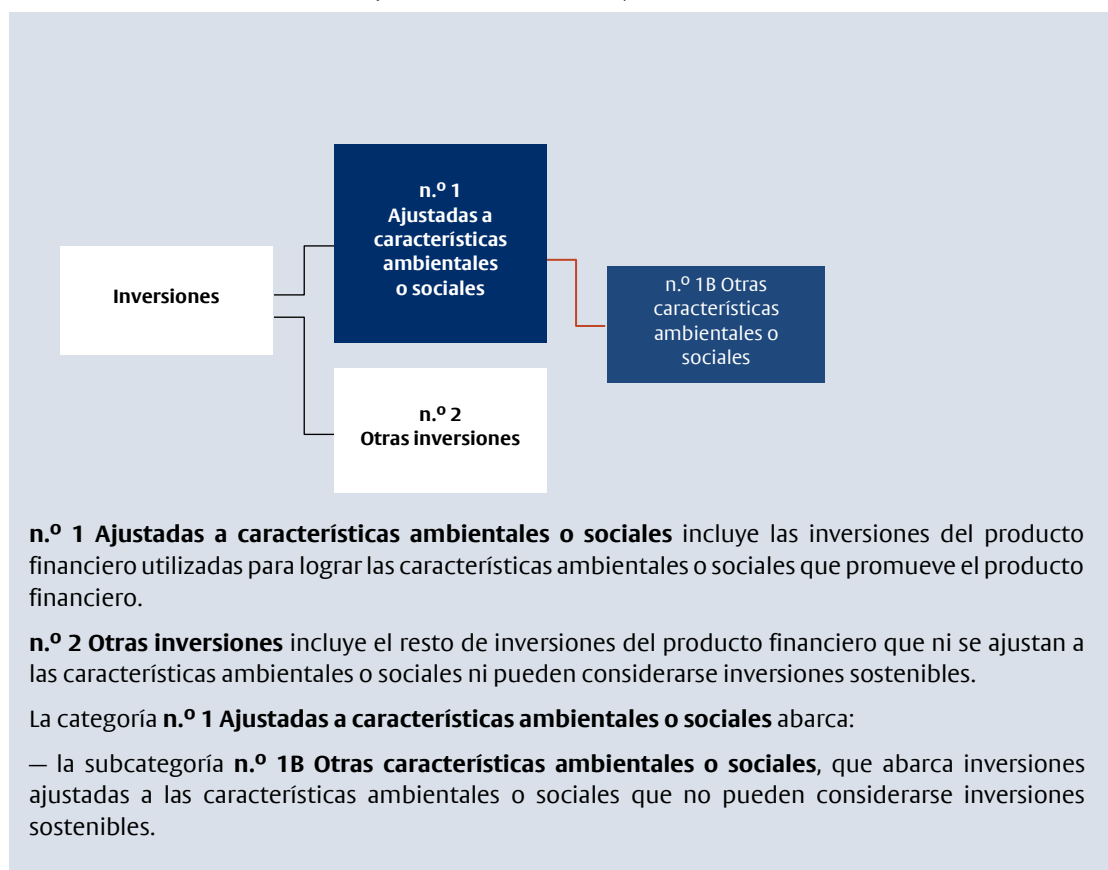 n.º 1
Ajustadas a
características
ambientales
o sociales
Inversiones
n.º 1B Otras
características
ambientales o
sociales
n.º 2
Otras inversiones
n.º 1 Ajustadas a características ambientales o sociales incluye las inversiones del producto
financiero utilizadas para lograr las características ambientales o sociales que promueve el producto
financiero.
n.º 2 Otras inversiones incluye el resto de inversiones del producto financiero que ni se ajustan a
las características ambientales o sociales ni pueden considerarse inversiones sostenibles.
La categoría n.º 1 Ajustadas a características ambientales o sociales abarca:
— la subcategoría n.º 1B Otras características ambientales o sociales, que abarca inversiones
ajustadas a las características ambientales o sociales que no pueden considerarse inversiones
sostenibles.